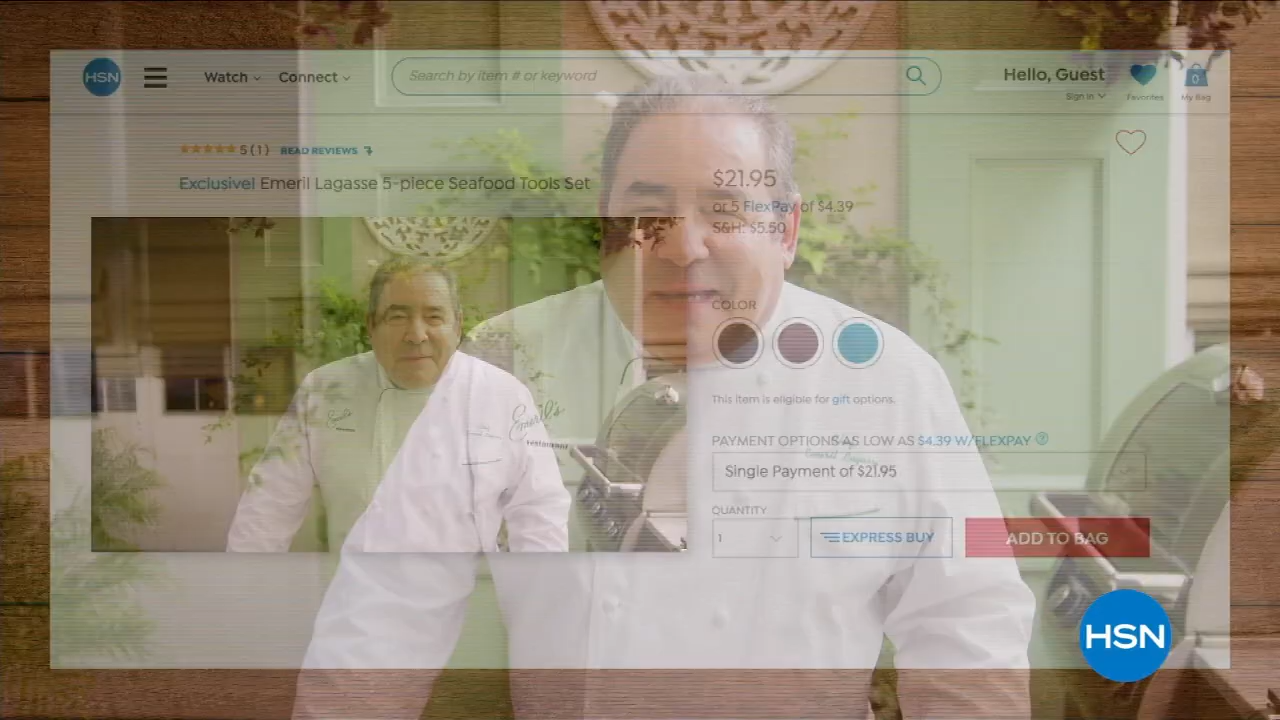 HSN
Watch
Connect
Search by item # or keyword
Hello, Guest
Sign In
Favorites
0
My Bag
5 (1) READ REVIEWS
Exclusive! Emeril Lagasse 5-piece Seafood Tools Set
$21.95
or 5 FlexPay of $4.39
S&H: $5.50
COLOR
This item is eligible for gift options.
PAYMENT OPTIONS AS LOW AS $4.39 W/FLEXPAY ?
Single Payment of $21.95
QUANTITY
1
EXPRESS BUY
ADD TO BAG
Emeril's
Emeril's
restaurant
HSN